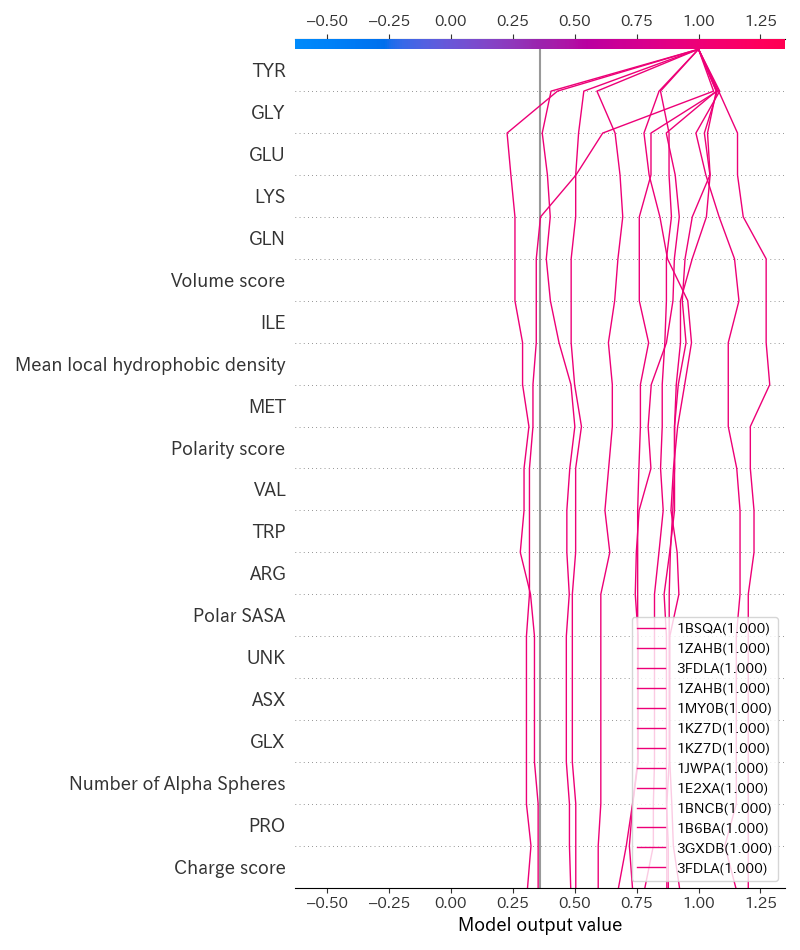 −0.50 −0.25 0.00 0.25 0.50 0.75 1.00 1.25
TYR
GLY
GLU
LYS
GLN
Volume score
ILE
Mean local hydrophobic density
MET
Polarity score
VAL
TRP
ARG
Polar SASA
UNK
ASX
GLX
Number of Alpha Spheres
PRO
Charge score
1BSQA(1.000)
1ZAHB(1.000)
3FDLA(1.000)
1ZAHB(1.000)
1MY0B(1.000)
1KZ7D(1.000)
1KZ7D(1.000)
1JWPA(1.000)
1E2XA(1.000)
1BNCB(1.000)
1B6BA(1.000)
3GXDB(1.000)
3FDLA(1.000)
−0.50 −0.25 0.00 0.25 0.50 0.75 1.00 1.25
Model output value